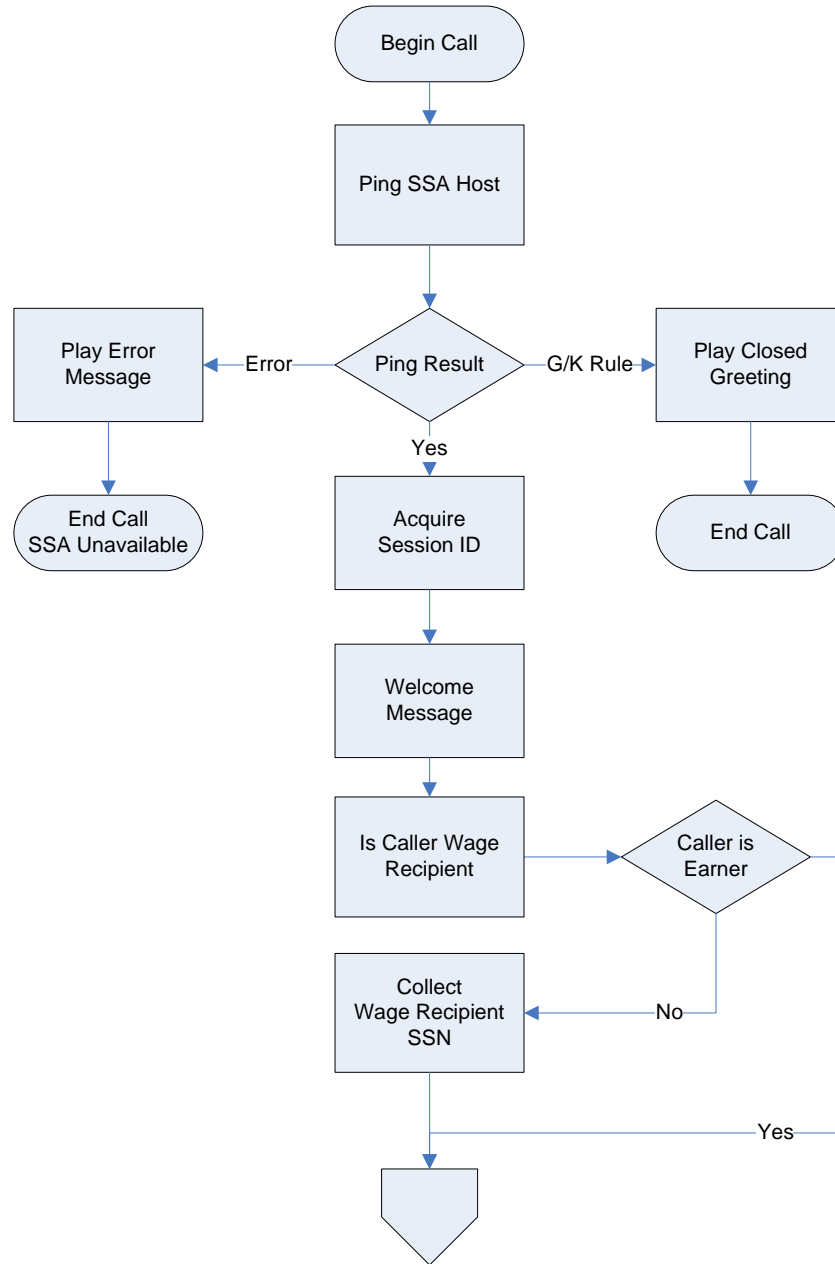 Begin Call
Ping SSA Host
Play Error
Message
Error
Ping Result
G/K Rule
Play Closed
Greeting
Yes
End Call
SSA Unavailable
Acquire
Session ID
End Call
Welcome
Message
Is Caller Wage
Recipient
Caller is
Earner
Collect
Wage Recipient
SSN
No
Yes